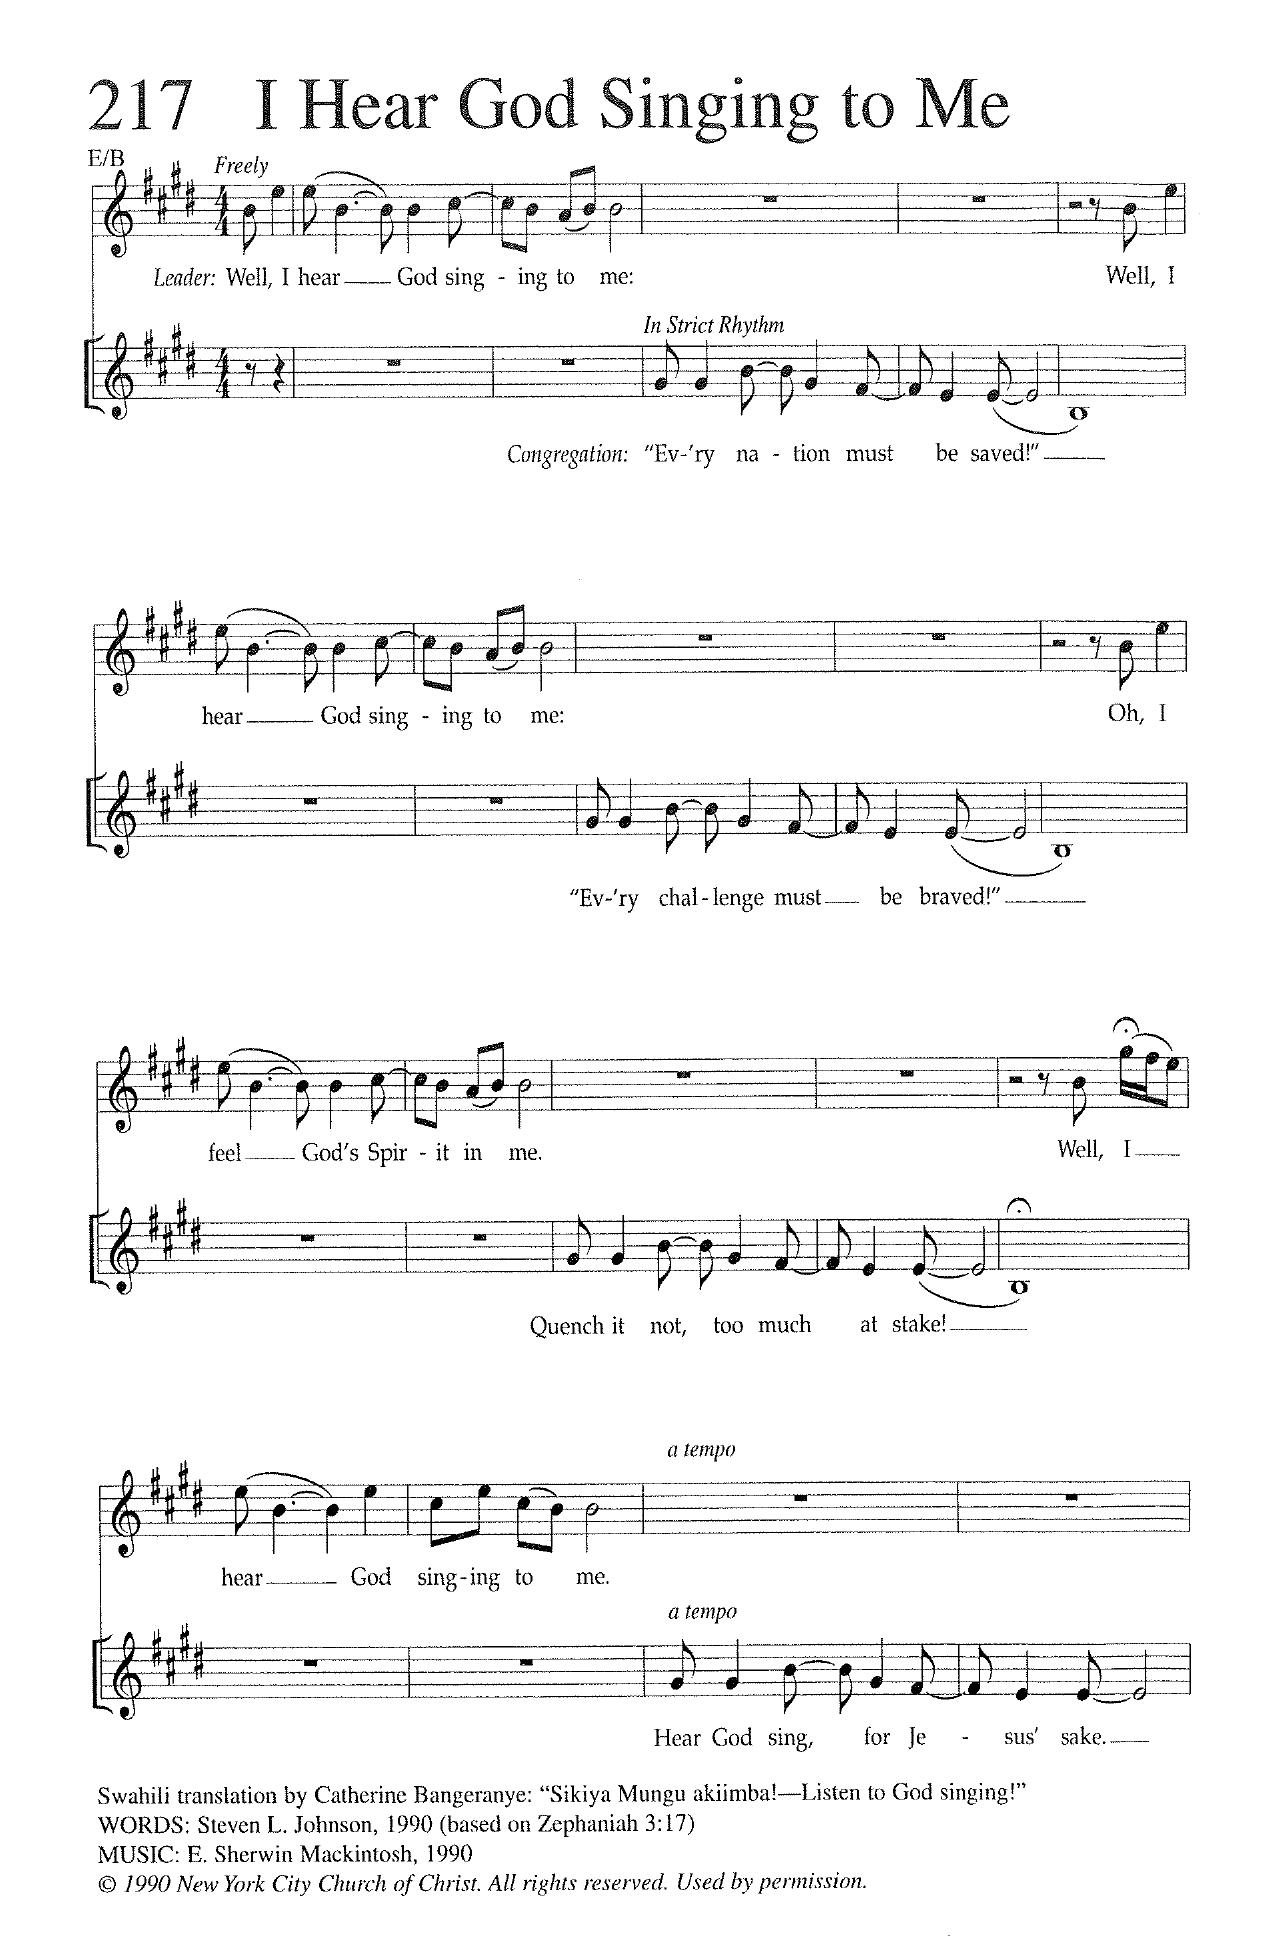 217 I Hear God Singing to Me
E/B
Freely
Leader: Well, I hear God sing - ing to me: Well, I
In Strict Rhythm
Congregation: “Ev-’ry na - tion must be saved!”
hear God sing - ing to me: Oh, I
“Ev-’ry chal - lenge must be braved!”
feel God's Spir - it in me. Well, I
Quench it not, too much at stake!
a tempo
hear God sing-ing to me.
a tempo
Hear God sing, for Je - sus' sake.
Swahili translation by Catherine Bangeranye: “Sikiya Mungu akiimba!—Listen to God singing!”
WORDS: Steven L. Johnson, 1990 (based on Zephaniah 3:17)
MUSIC: E. Sherwin Mackintosh, 1990
© 1990 New York City Church of Christ. All rights reserved. Used by permission.